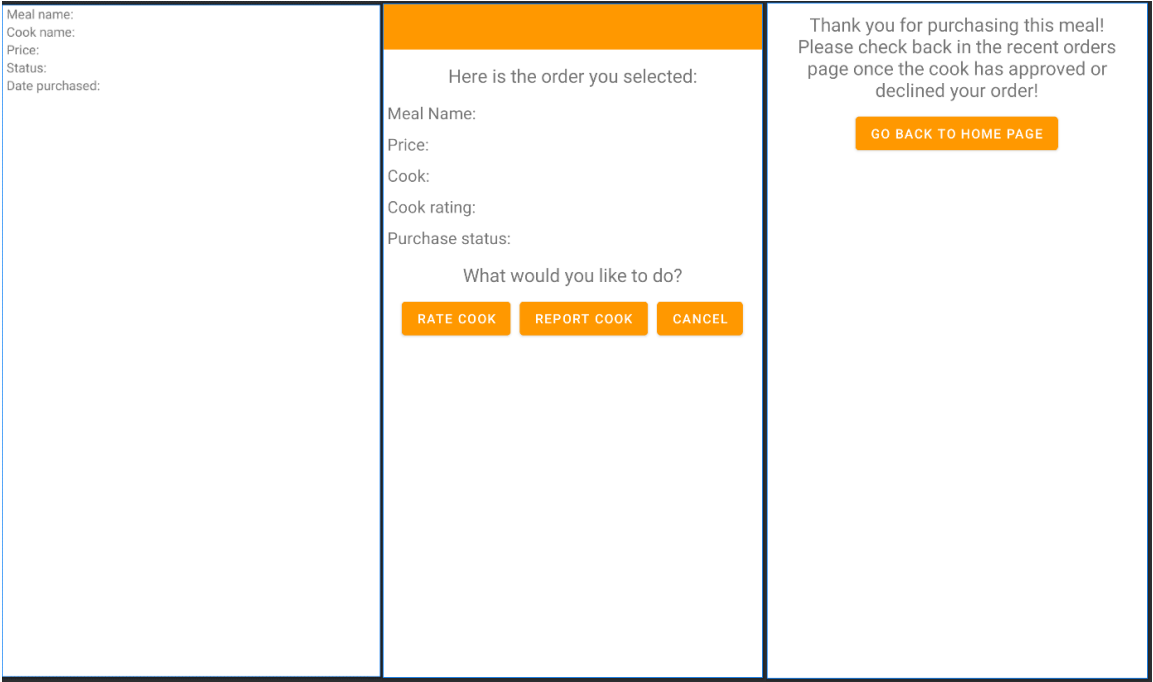 Meal name:
Cook name:
Price:
Status:
Date purchased:
Here is the order you selected:
Meal Name:
Price:
Cook:
Cook rating:
Purchase status:
What would you like to do?
RATE COOK
REPORT COOK
CANCEL
Thank you for purchasing this meal!
Please check back in the recent orders
page once the cook has approved or
declined your order!
GO BACK TO HOME PAGE